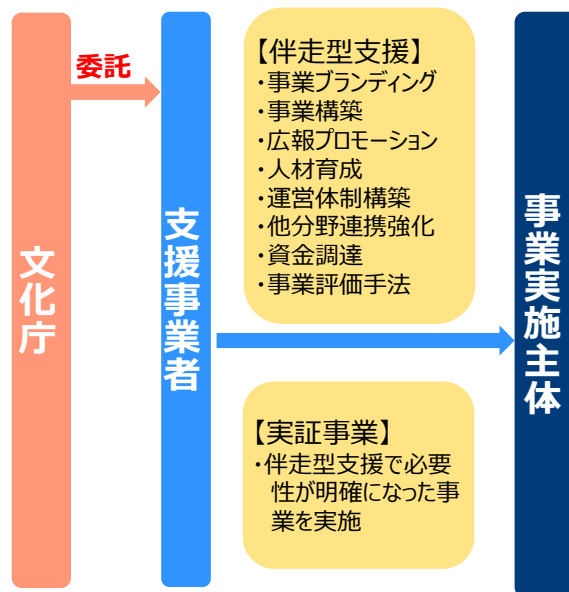 文化庁
委託
支援事業者
【伴走型支援】
・事業ブランディング
・事業構築
・広報プロモーション
・人材育成
・運営体制構築
・他分野連携強化
・資金調達
・事業評価手法
【実証事業】
・伴走型支援で必要
性が明確になった事
業を実施
事業実施主体